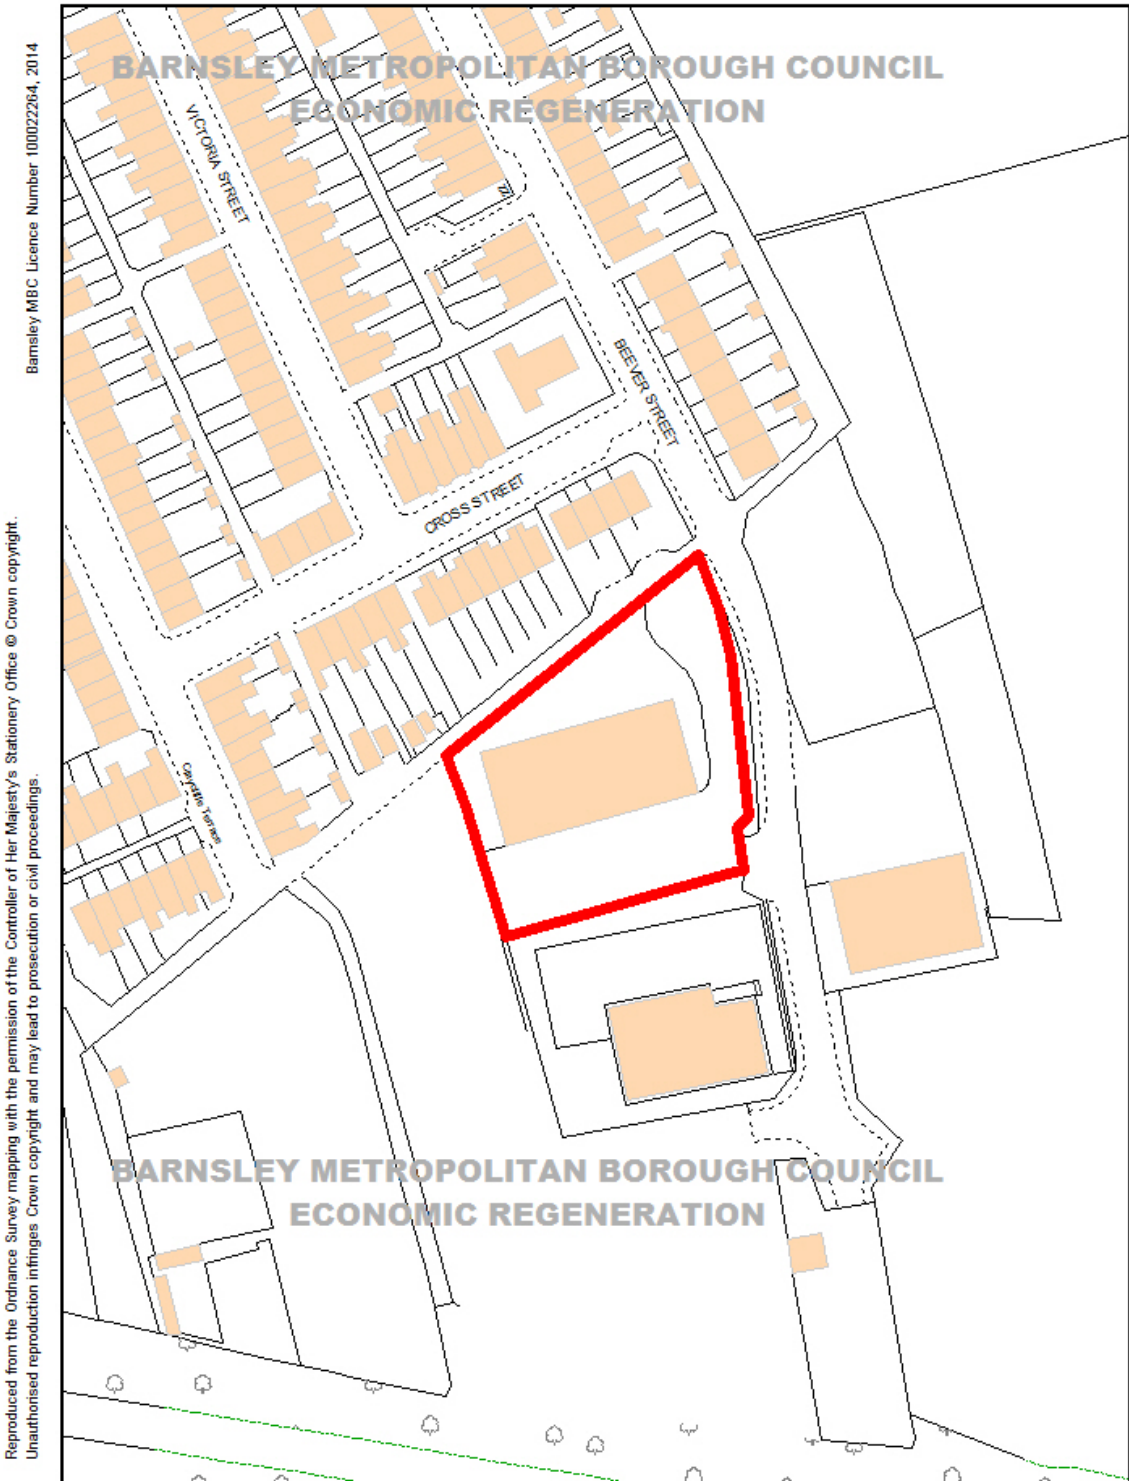 BARNSLEY METROPOLITAN BOROUGH COUNCIL
ECONOMIC REGENERATION
VICTORIA STREET
BEEVER STREET
CROSS STREET
Claycliffe Terrace
BARNSLEY METROPOLITAN BOROUGH COUNCIL
ECONOMIC REGENERATION
Reproduced from the Ordnance Survey mapping with the permission of the Controller of Her Majesty's Stationery Office © Crown copyright.
Unauthorised reproduction infringes Crown copyright and may lead to prosecution or civil proceedings.
Barnsley MBC Licence Number 100022264, 2014